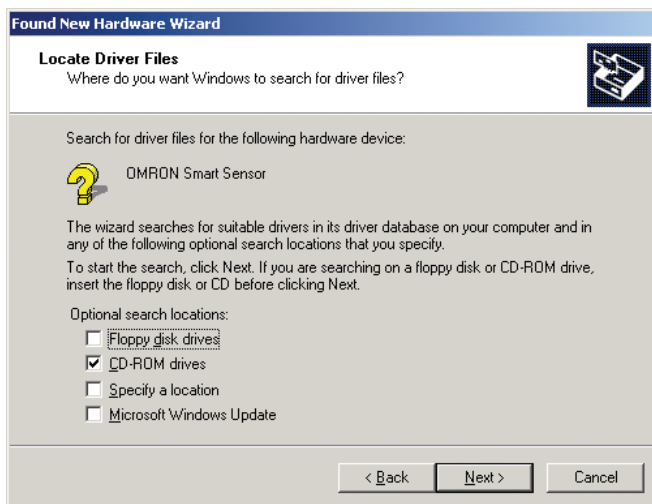 Found New Hardware Wizard
Locate Driver Files
Where do you want Windows to search for driver files?
Search for driver files for the following hardware device:
OMRON Smart Sensor
The wizard searches for suitable drivers in its driver database on your computer and in
any of the following optional search locations that you specify.
To start the search, click Next. If you are searching on a floppy disk or CD-ROM drive,
insert the floppy disk or CD before clicking Next.
Optional search locations:
Floppy disk drives
CD-ROM drives
Specify a location
Microsoft Windows Update
< Back Next > Cancel